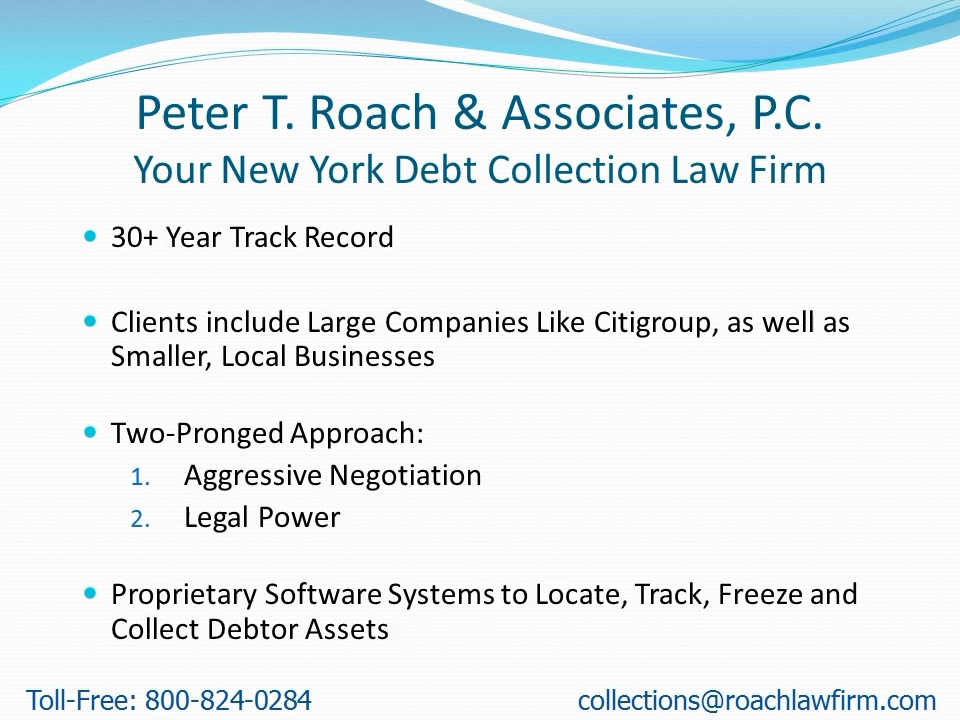 Peter T. Roach & Associates, P.C.
Your New York Debt Collection Law Firm
• 30+ Year Track Record
• Clients include Large Companies Like Citigroup, as well as
Smaller, Local Businesses
• Two-Pronged Approach:
1. Aggressive Negotiation
2. Legal Power
• Proprietary Software Systems to Locate, Track, Freeze and
Collect Debtor Assets
Toll-Free: 800-824-0284
collections@roachlawfirm.com